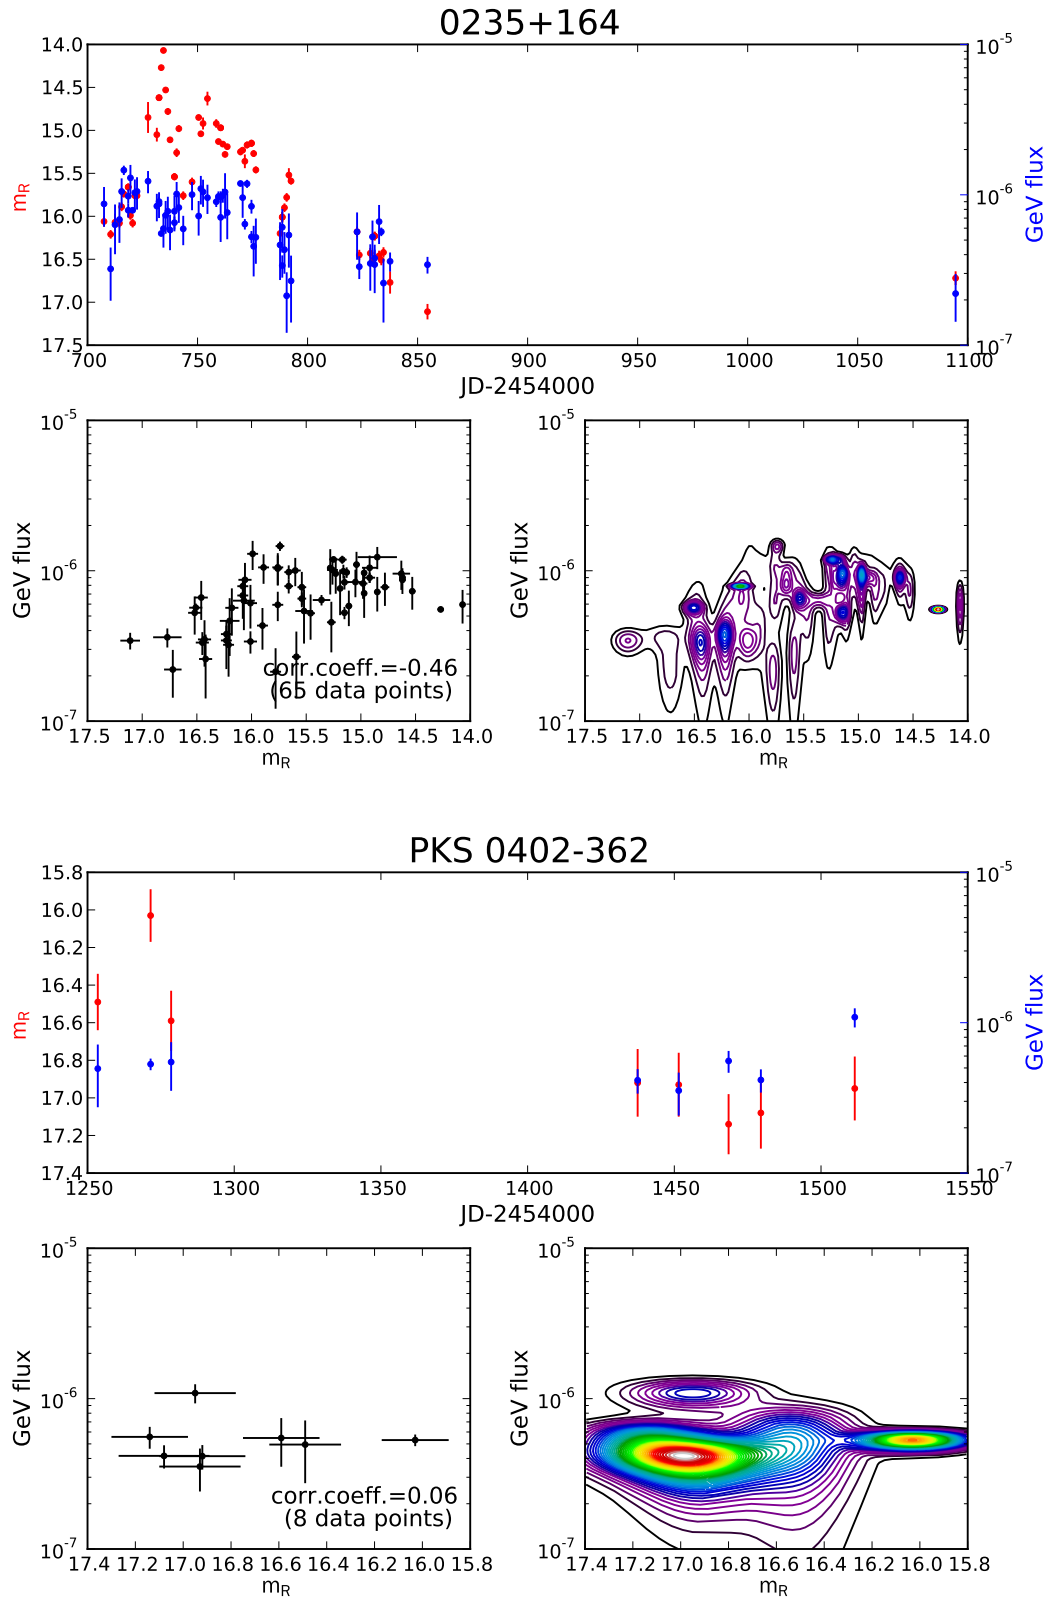 0235+164
14.0
14.5
15.0
15.5
16.0
16.5
17.0
17.5
m_R
10^-5
10^-6
10^-7
GeV flux
700 750 800 850 900 950 1000 1050 1100
JD-2454000
10^-5
10^-6
10^-7
GeV flux
corr.coeff.=-0.46
(65 data points)
17.5 17.0 16.5 16.0 15.5 15.0 14.5 14.0
m_R
10^-5
10^-6
10^-7
GeV flux
17.5 17.0 16.5 16.0 15.5 15.0 14.5 14.0
m_R
PKS 0402-362
15.8
16.0
16.2
16.4
16.6
16.8
17.0
17.2
17.4
m_R
10^-5
10^-6
10^-7
GeV flux
1250 1300 1350 1400 1450 1500 1550
JD-2454000
10^-5
10^-6
10^-7
GeV flux
corr.coeff.=0.06
(8 data points)
17.4 17.2 17.0 16.8 16.6 16.4 16.2 16.0 15.8
m_R
10^-5
10^-6
10^-7
GeV flux
17.4 17.2 17.0 16.8 16.6 16.4 16.2 16.0 15.8
m_R